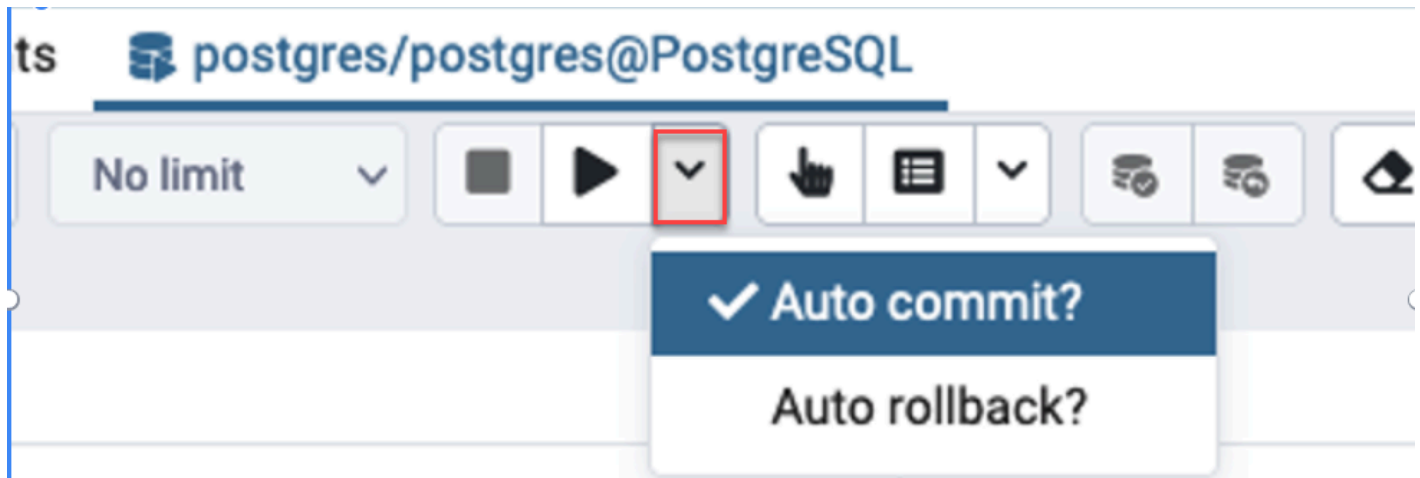 ts
postgres/postgres@PostgreSQL
No limit
Auto commit?
Auto rollback?